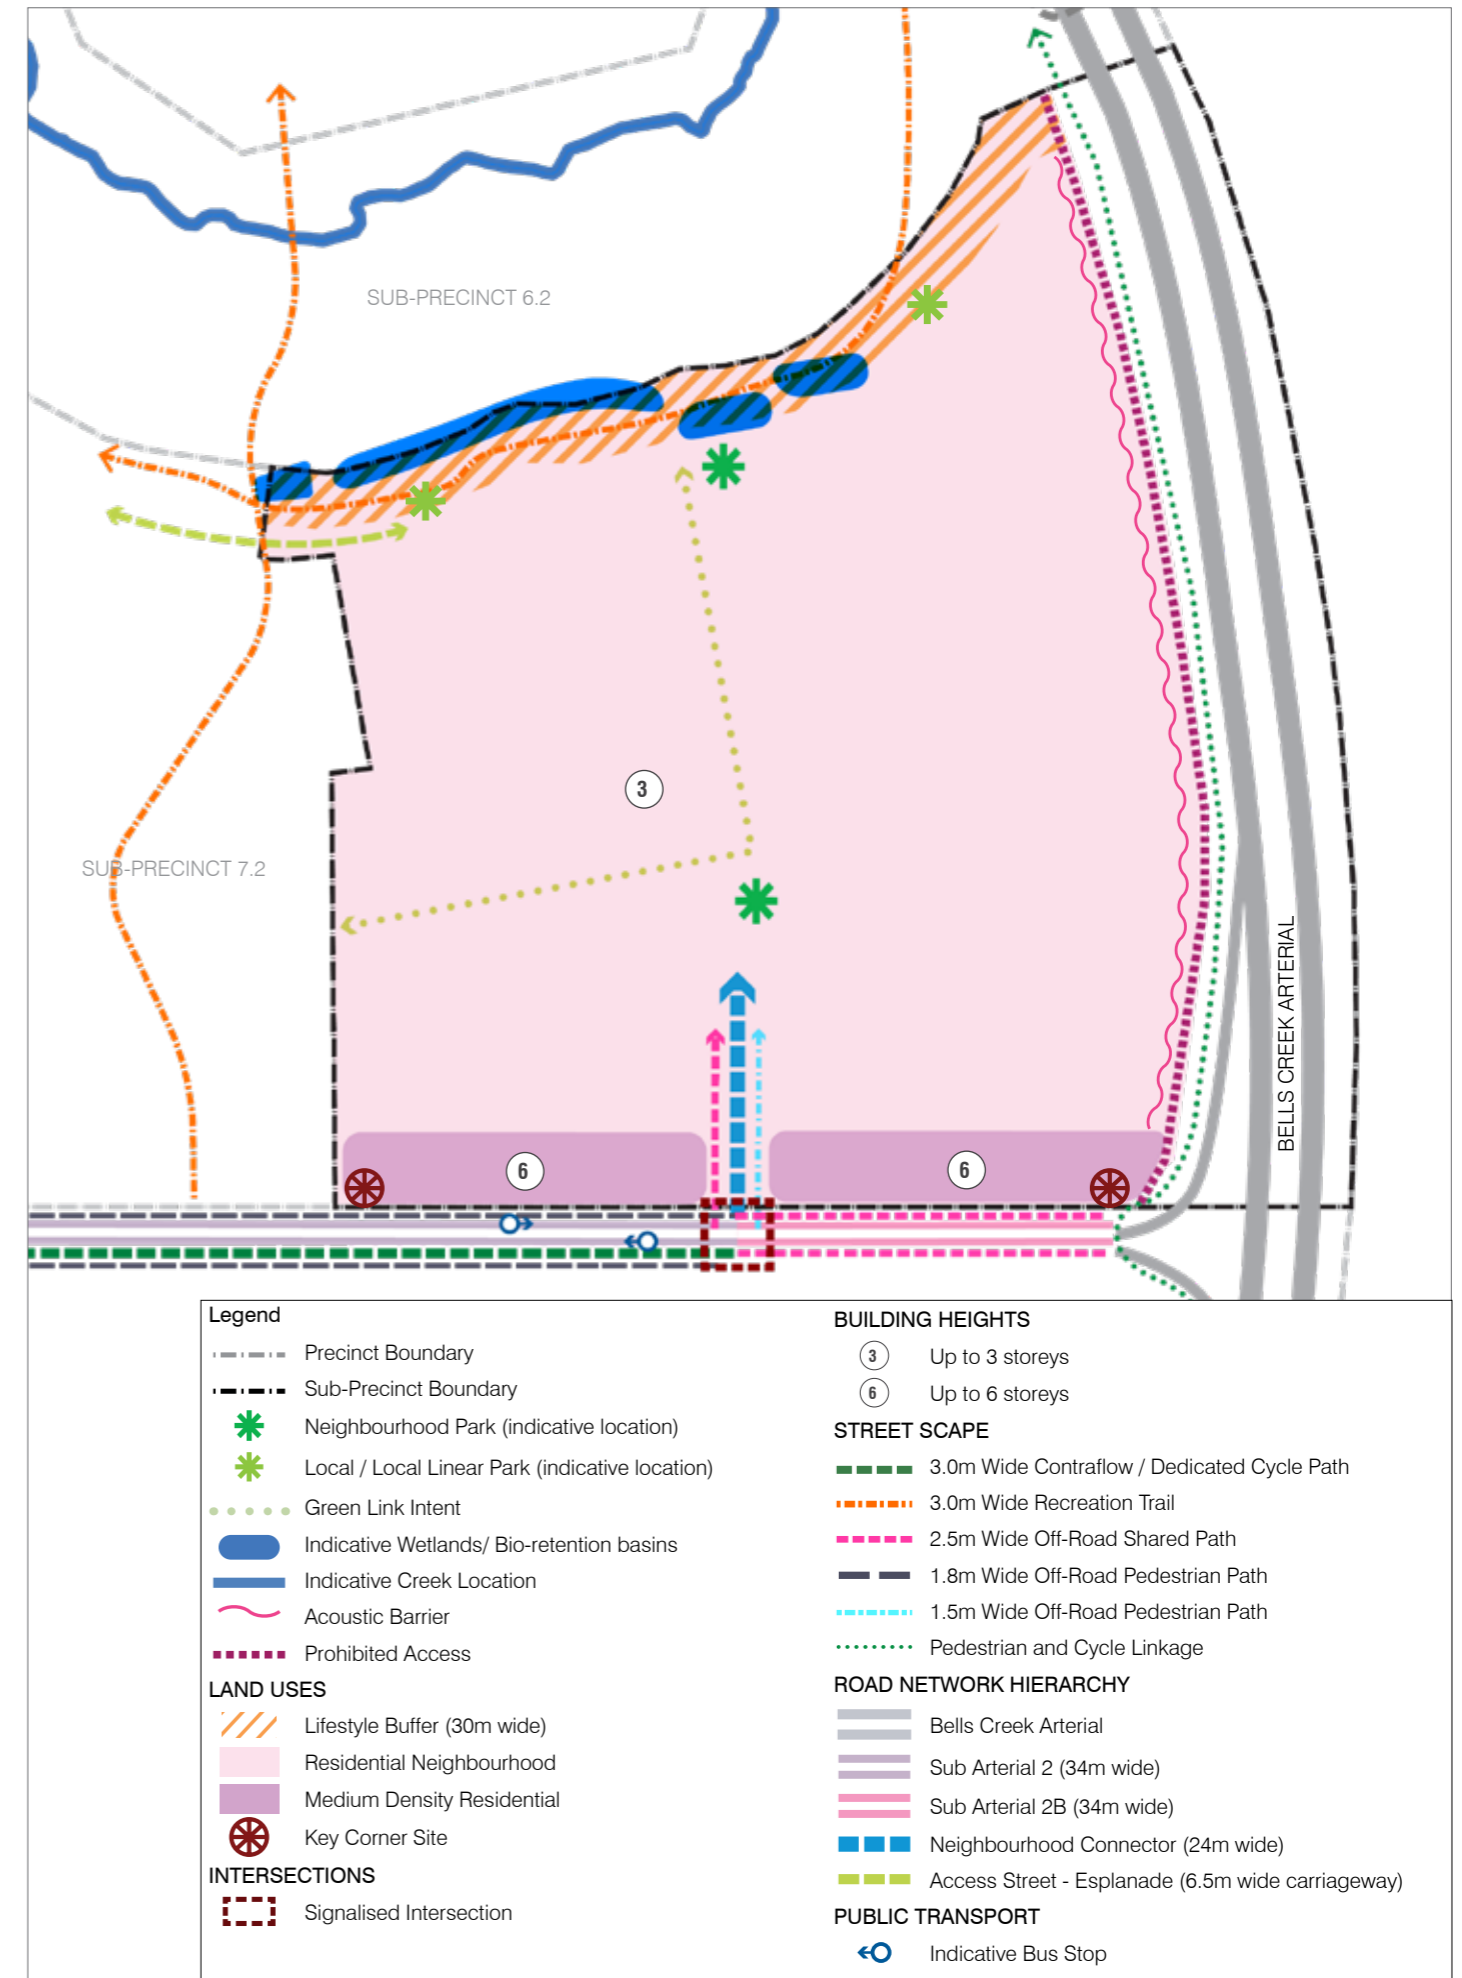 SUB-PRECINCT 6.2
3
SUB-PRECINCT 7.2
BELLS CREEK ARTERIAL
6
6
Legend
Precinct Boundary
Sub-Precinct Boundary
Neighbourhood Park (indicative location)
Local / Local Linear Park (indicative location)
Green Link Intent
Indicative Wetlands/ Bio-retention basins
Indicative Creek Location
Acoustic Barrier
Prohibited Access
LAND USES
Lifestyle Buffer (30m wide)
Residential Neighbourhood
Medium Density Residential
Key Corner Site
INTERSECTIONS
Signalised Intersection
BUILDING HEIGHTS
3 Up to 3 storeys
6 Up to 6 storeys
STREET SCAPE
3.0m Wide Contraflow / Dedicated Cycle Path
3.0m Wide Recreation Trail
2.5m Wide Off-Road Shared Path
1.8m Wide Off-Road Pedestrian Path
1.5m Wide Off-Road Pedestrian Path
Pedestrian and Cycle Linkage
ROAD NETWORK HIERARCHY
Bells Creek Arterial
Sub Arterial 2 (34m wide)
Sub Arterial 2B (34m wide)
Neighbourhood Connector (24m wide)
Access Street - Esplanade (6.5m wide carriageway)
PUBLIC TRANSPORT
Indicative Bus Stop